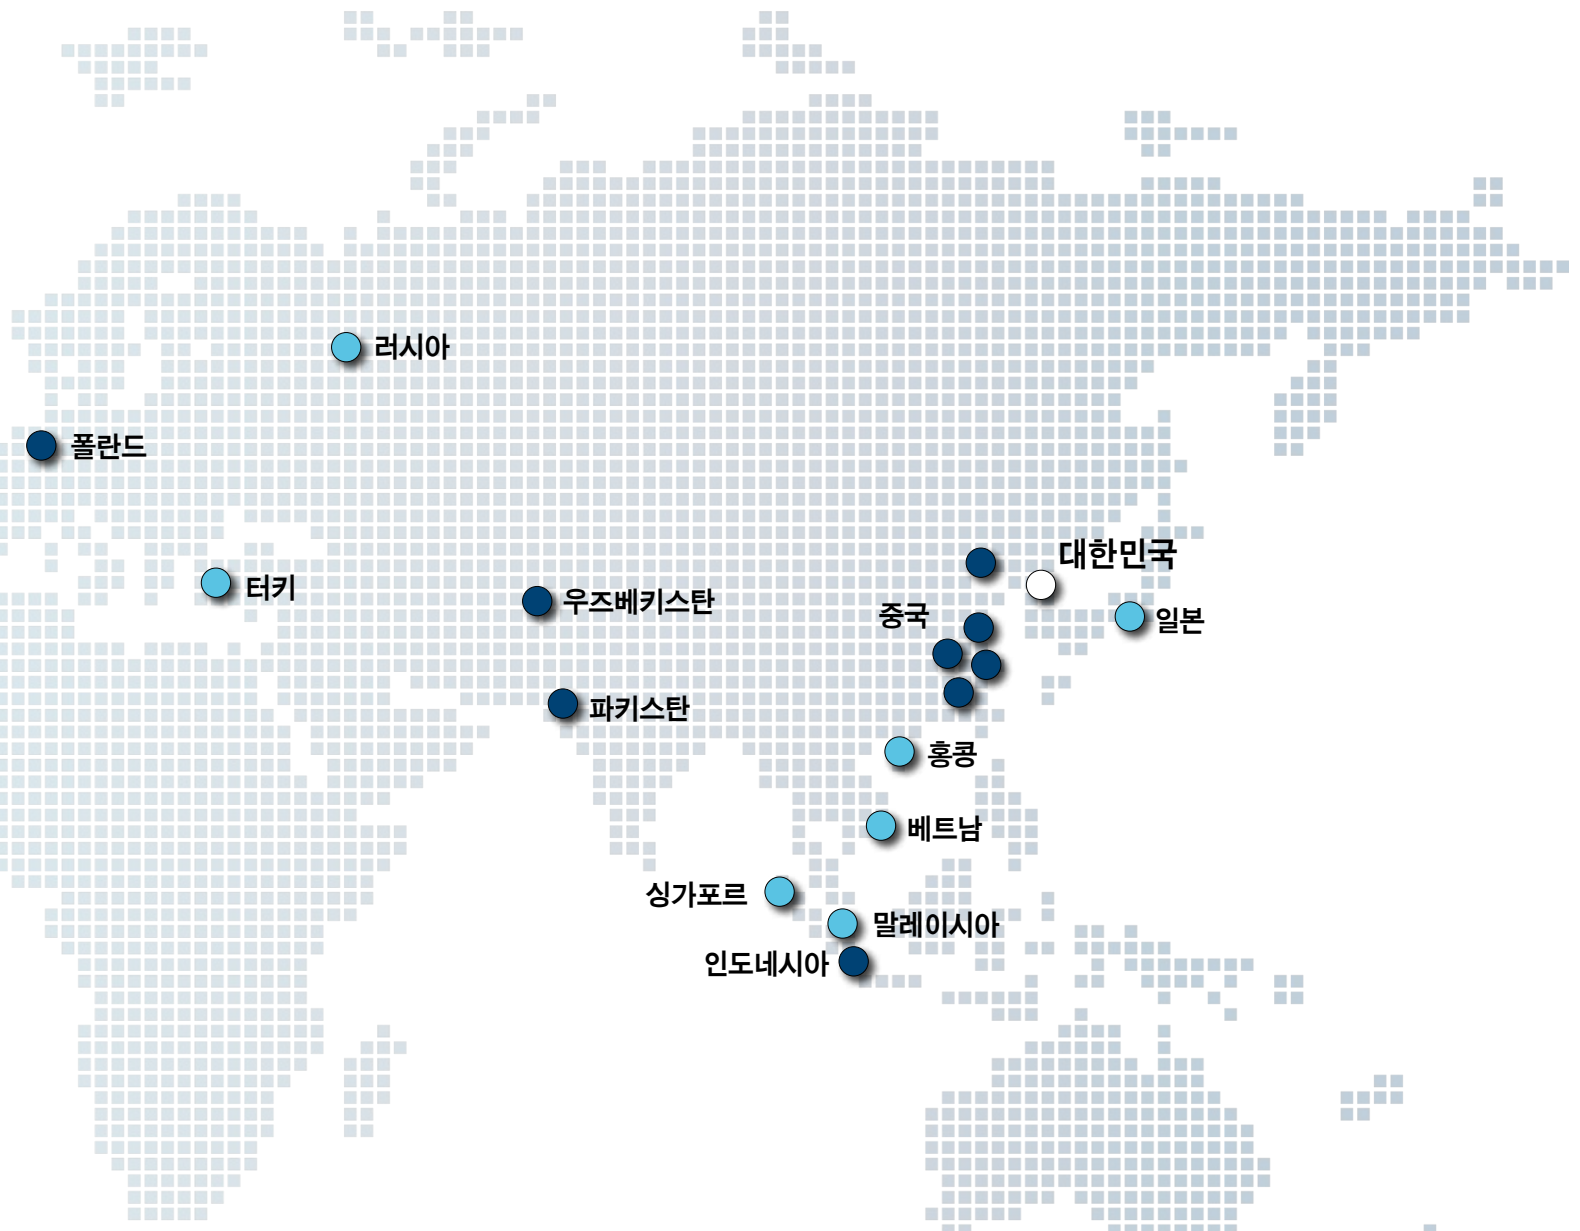 러시아
폴란드
대한민국
터키
우즈베키스탄
중국
일본
파키스탄
홍콩
베트남
싱가포르
말레이시아
인도네시아